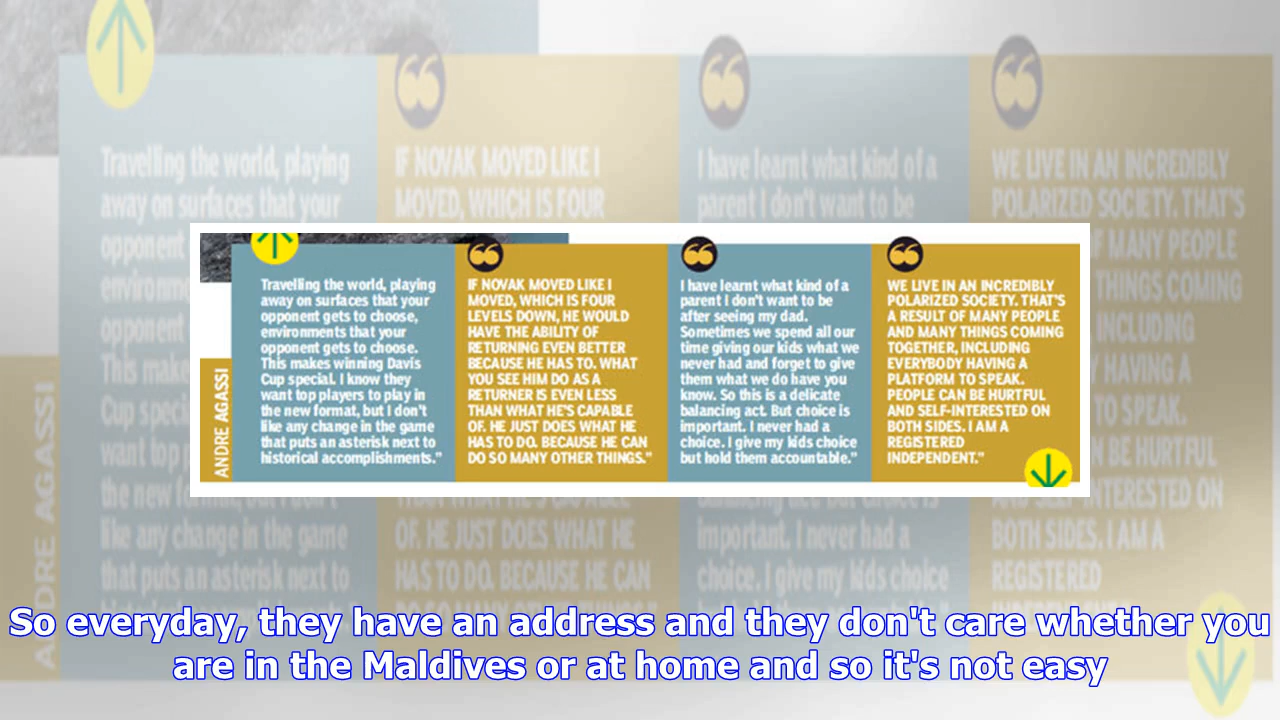 ANDRE AGASSI
Travelling the world, playing
away on surfaces that your
opponent gets to choose,
environments that your
opponent gets to choose.
This makes winning Davis
Cup special. I know they
want top players to play in
the new format, but I don't
like any change in the game
that puts an asterisk next to
historical accomplishments."
IF NOVAK MOVED LIKE I
MOVED, WHICH IS FOUR
LEVELS DOWN, HE WOULD
HAVE THE ABILITY OF
RETURNING EVEN BETTER
BECAUSE HE HAS TO. WHAT
YOU SEE HIM DO AS A
RETURNER IS EVEN LESS
THAN WHAT HE'S CAPABLE
OF. HE JUST DOES WHAT HE
HAS TO DO. BECAUSE HE CAN
DO SO MANY OTHER THINGS."
I have learnt what kind of a
parent I don't want to be
after seeing my dad.
Sometimes we spend all our
time giving our kids what we
never had and forget to give
them what we do have you
know. So this is a delicate
balancing act. But choice is
important. I never had a
choice. I give my kids choice
but hold them accountable."
WE LIVE IN AN INCREDIBLY
POLARIZED SOCIETY. THAT'S
A RESULT OF MANY PEOPLE
AND MANY THINGS COMING
TOGETHER, INCLUDING
EVERYBODY HAVING A
PLATFORM TO SPEAK.
PEOPLE CAN BE HURTFUL
AND SELF-INTERESTED ON
BOTH SIDES. I AM A
REGISTERED
INDEPENDENT."
So everyday, they have an address and they don't care whether you
are in the Maldives or at home and so it's not easy